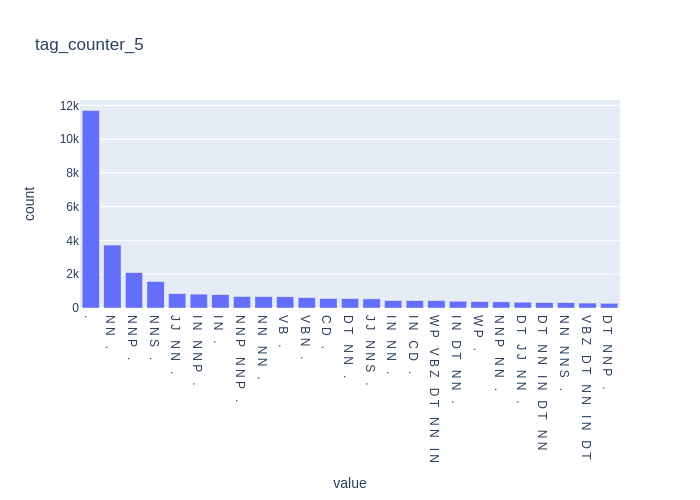 tag_counter_5
count
12k
10k
8k
6k
4k
2k
0
.
NN .
NNP .
NNS .
JJ NN .
IN NNP .
IN .
NNP NNP .
NN NN .
VB .
VBN .
CD .
DT NN .
JJ NNS .
IN NN .
IN CD .
WP VBZ DT NN IN
IN DT NN .
WP .
NNP NN .
DT JJ NN .
DT NN IN DT NN
NN NNS .
VBZ DT NN IN DT
DT NNP .
value